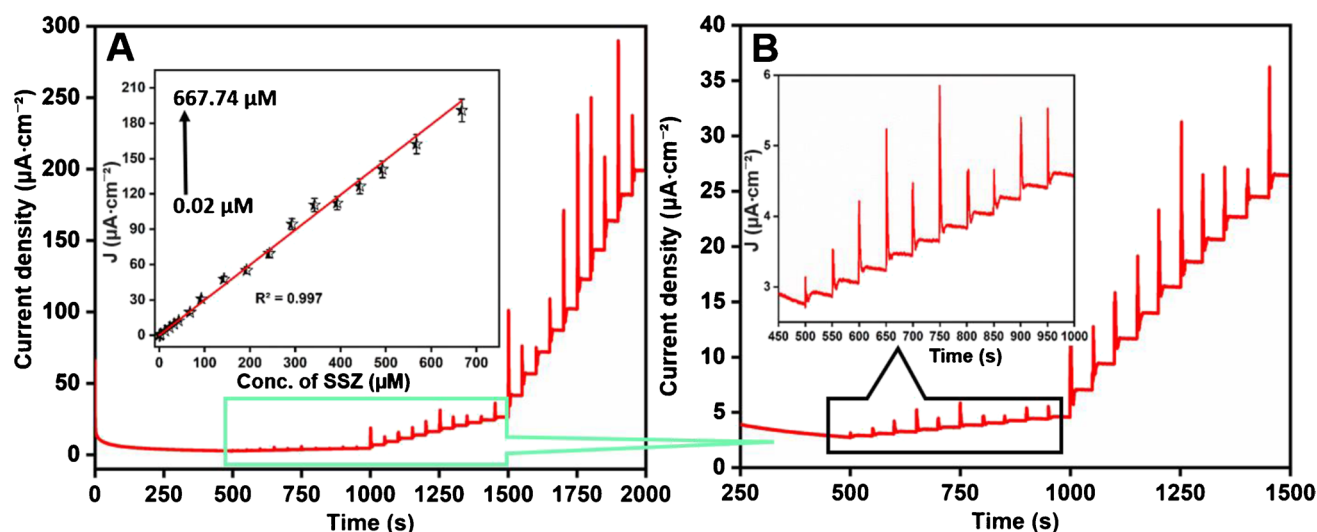 A
300
250
200
150
100
50
0
Current density (µA·cm⁻²)
0 250 500 750 1000 1250 1500 1750 2000
Time (s)
210
180
150
120
90
60
30
0
J (µA·cm⁻²)
667.74 µM
0.02 µM
R² = 0.997
0 100 200 300 400 500 600 700
Conc. of SSZ (µM)
B
40
35
30
25
20
15
10
5
0
Current density (µA·cm⁻²)
250 500 750 1000 1250 1500
Time (s)
6
5
4
3
J (µA·cm⁻²)
450 500 550 600 650 700 750 800 850 900 950 1000
Time (s)